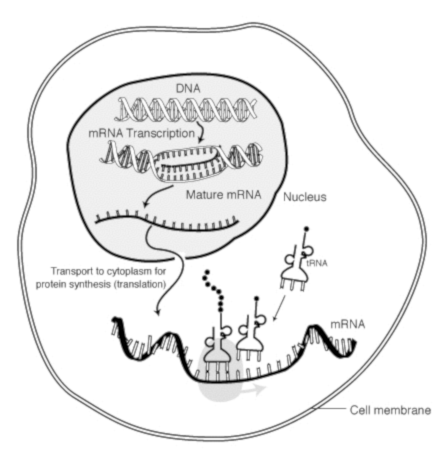 DNA
mRNA Transcription
Mature mRNA
Nucleus
Transport to cytoplasm for
protein synthesis (translation)
tRNA
mRNA
Cell membrane